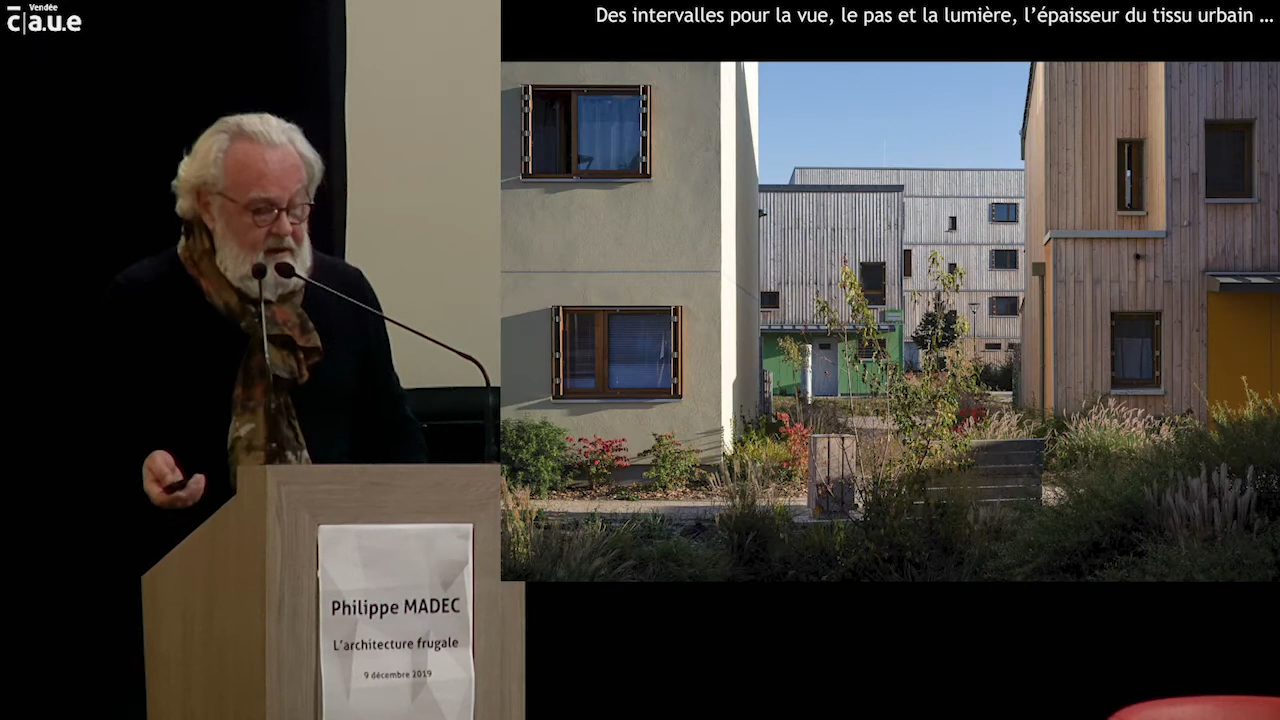 Vendée
c|a.u.e
Des intervalles pour la vue, le pas et la lumière, l’épaisseur du tissu urbain …
Philippe MADEC
L’architecture frugale
9 décembre 2019